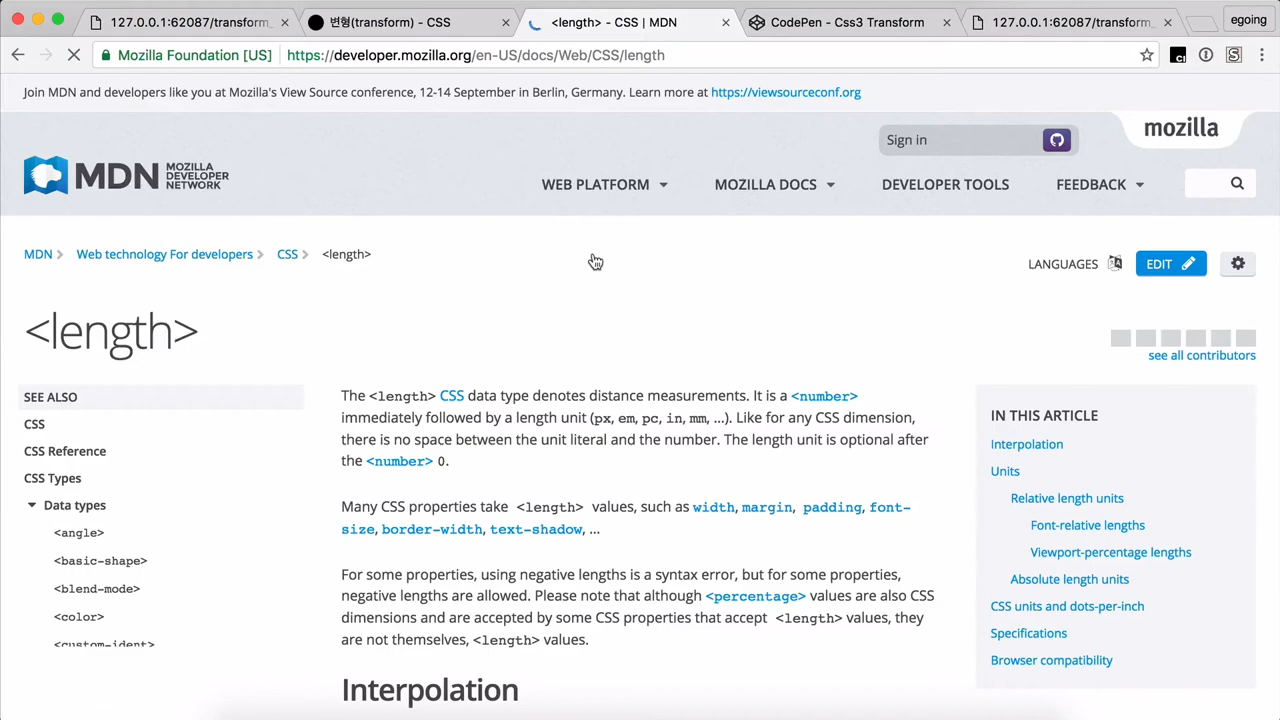 127.0.0.1:62087/transform_
변형(transform) - CSS
<length> - CSS | MDN
CodePen - Css3 Transform
127.0.0.1:62087/transform_
egoing
Mozilla Foundation [US]
https://developer.mozilla.org/en-US/docs/Web/CSS/length
Join MDN and developers like you at Mozilla's View Source conference, 12-14 September in Berlin, Germany. Learn more at https://viewsourceconf.org
Sign in
mozilla
MDN MOZILLA DEVELOPER NETWORK
WEB PLATFORM
MOZILLA DOCS
DEVELOPER TOOLS
FEEDBACK
MDN
Web technology For developers
CSS
<length>
LANGUAGES
EDIT
<length>
see all contributors
SEE ALSO
CSS
CSS Reference
CSS Types
Data types
<angle>
<basic-shape>
<blend-mode>
<color>
<custom-ident>
The <length> CSS data type denotes distance measurements. It is a <number>
immediately followed by a length unit (px, em, pc, in, mm, …). Like for any CSS dimension,
there is no space between the unit literal and the number. The length unit is optional after
the <number> 0.
Many CSS properties take <length> values, such as width, margin, padding, font-
size, border-width, text-shadow, …
For some properties, using negative lengths is a syntax error, but for some properties,
negative lengths are allowed. Please note that although <percentage> values are also CSS
dimensions and are accepted by some CSS properties that accept <length> values, they
are not themselves, <length> values.
Interpolation
IN THIS ARTICLE
Interpolation
Units
Relative length units
Font-relative lengths
Viewport-percentage lengths
Absolute length units
CSS units and dots-per-inch
Specifications
Browser compatibility